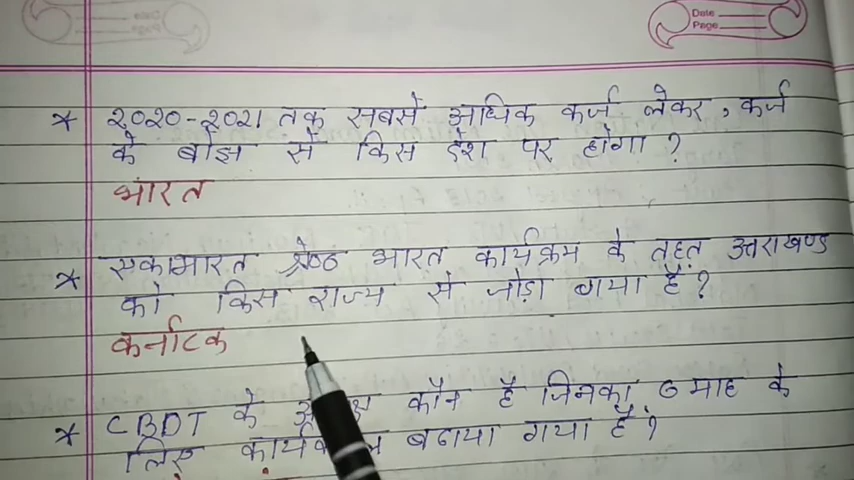 Date
Page
* २०२०-२०२१ तक सबसे अधिक कर्ज लेकर, कर्ज
के बोझ से किस देश पर होगा ?
भारत
* एकाभारत श्रेष्ठ भारत कार्यक्रम के तहत उत्तराखण्ड
को किस राज्य से जोड़ा गया है ?
कर्नाटक
* CBDT के कौन है जिनका 6 माह के
लिए बढाया गया है ?